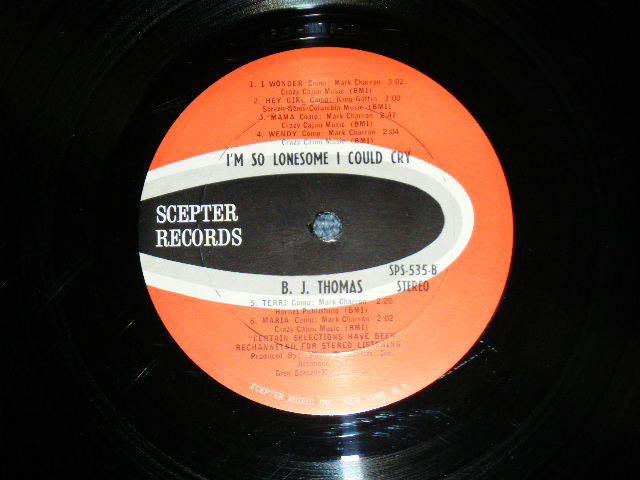 1. I WONDER Comp: Mark Charron 3:02
Crazy Cajun Music (BMI)
2. HEY GIRL Comp: King-Goffin 3:00
Screen-Gems-Columbia Music (BMI)
3. MAMA Comp: Mark Charron 2:47
Crazy Cajun Music (BMI)
4. WENDY Comp: Mark Charron 2:04
Crazy Cajun Music (BMI)
I'M SO LONESOME I COULD CRY
SCEPTER
RECORDS
B. J. THOMAS
SPS-535-B
STEREO
5. TERRI Comp: Mark Charron 2:20
Hornet Publishing (BMI)
6. MARIA Comp: Mark Charron 2:02
Crazy Cajun Music (BMI)
"CERTAIN SELECTIONS HAVE BEEN
RECHANNELED FOR STEREO LISTENING"
Produced By: Inc.
Glen
SCEPTER MUSIC INC. NEW YORK, N. Y.